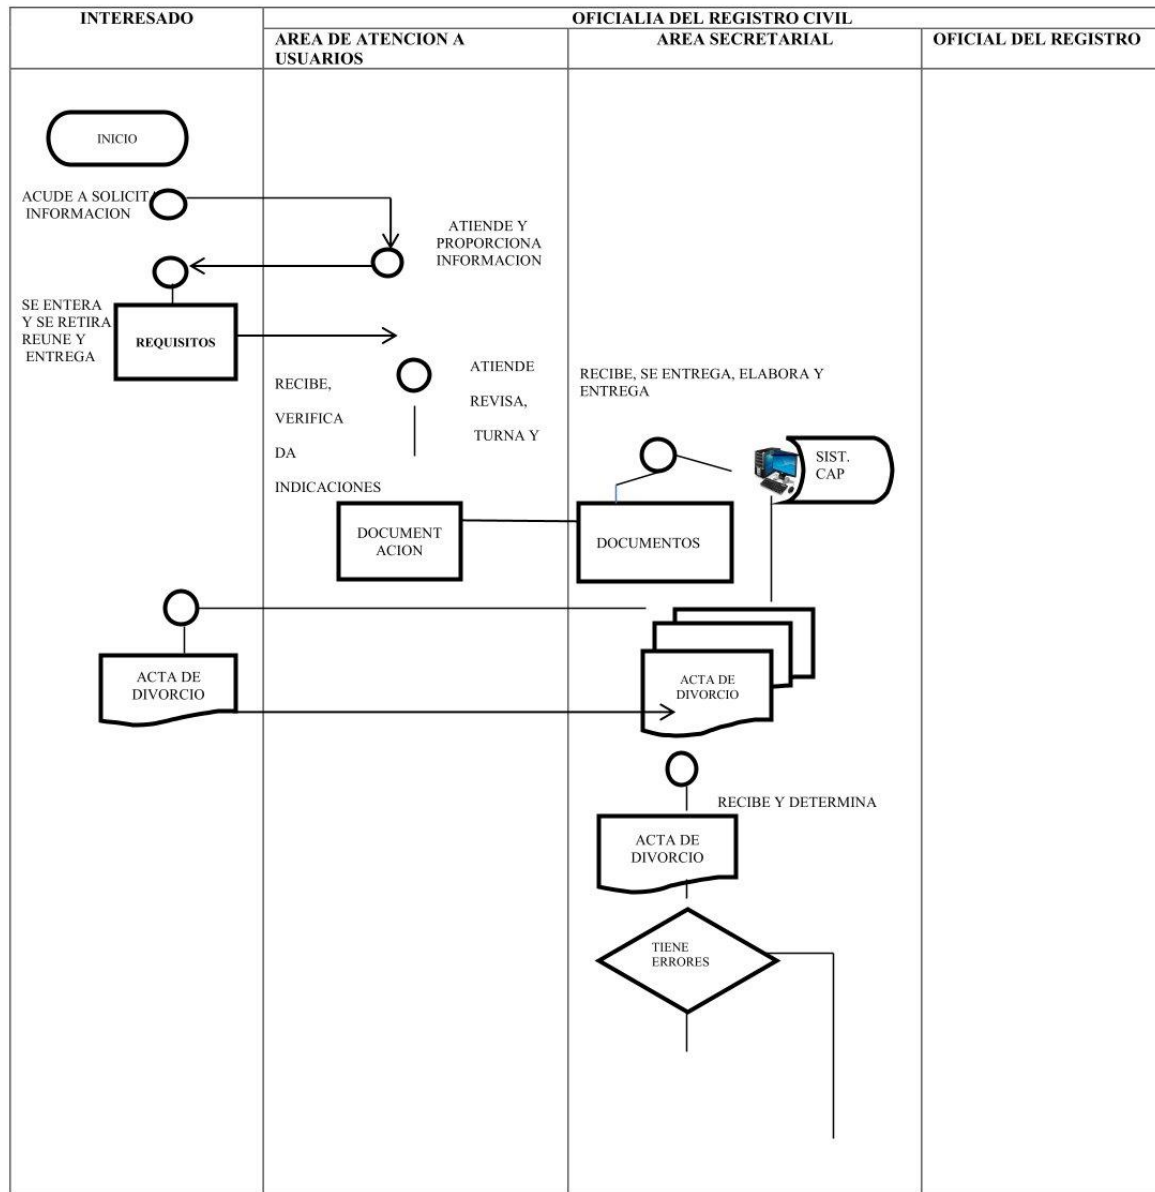 INTERESADO
OFICIALIA DEL REGISTRO CIVIL
AREA DE ATENCION A
USUARIOS
AREA SECRETARIAL
OFICIAL DEL REGISTRO
INICIO
ACUDE A SOLICITA
INFORMACION
ATIENDE Y
PROPORCIONA
INFORMACION
SE ENTERA
Y SE RETIRA
REUNE Y
ENTREGA
REQUISITOS
RECIBE,
VERIFICA
DA
INDICACIONES
ATIENDE
REVISA,
TURNA Y
RECIBE, SE ENTREGA, ELABORA Y
ENTREGA
SIST.
CAP
DOCUMENT
ACION
DOCUMENTOS
ACTA DE
DIVORCIO
ACTA DE
DIVORCIO
RECIBE Y DETERMINA
ACTA DE
DIVORCIO
TIENE
ERRORES